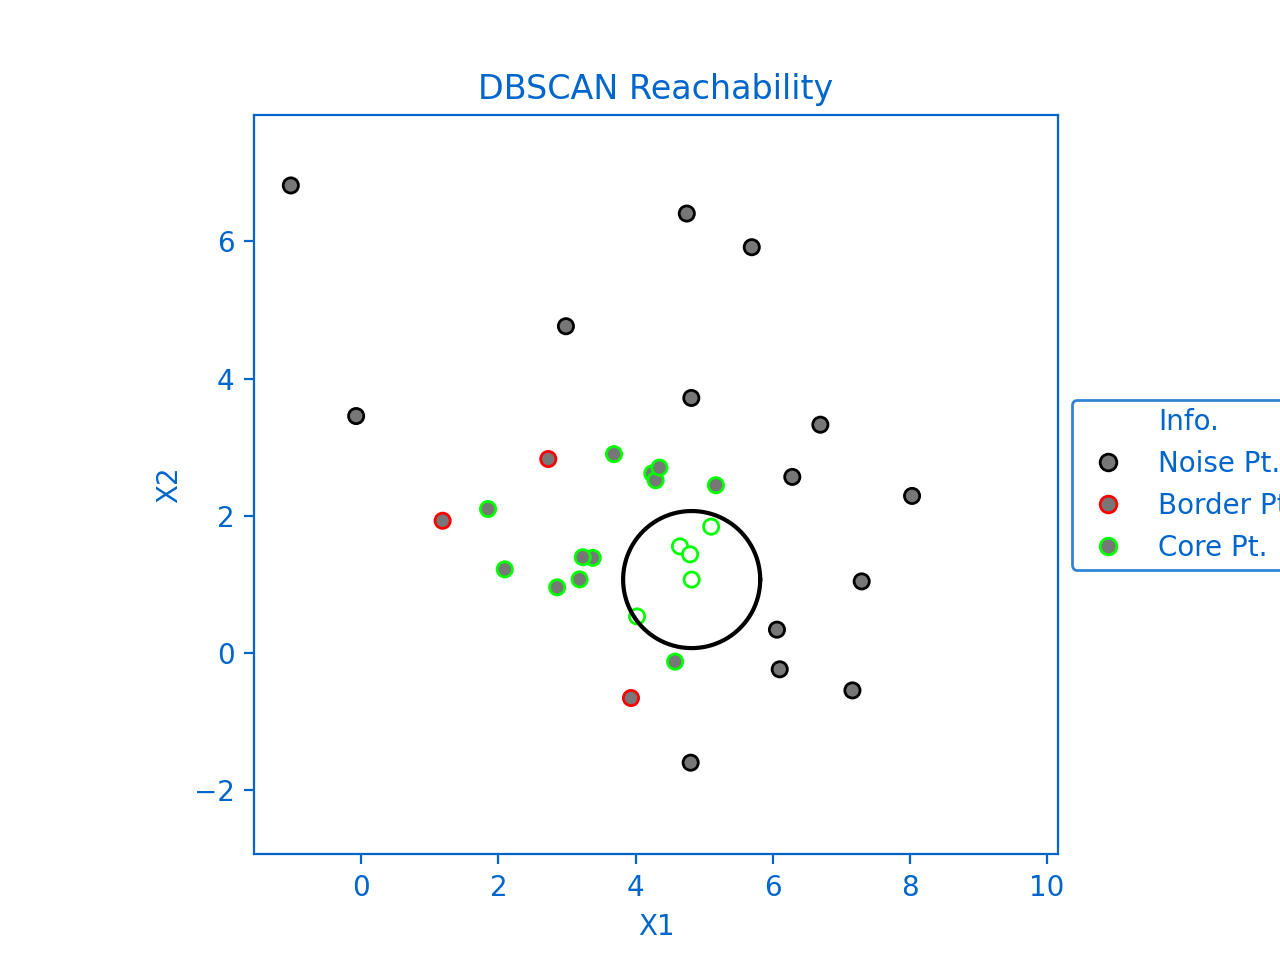 DBSCAN Reachability
X2
6
4
2
0
−2
0 2 4 6 8 10
X1
Info.
Noise Pt.
Border Pt
Core Pt.